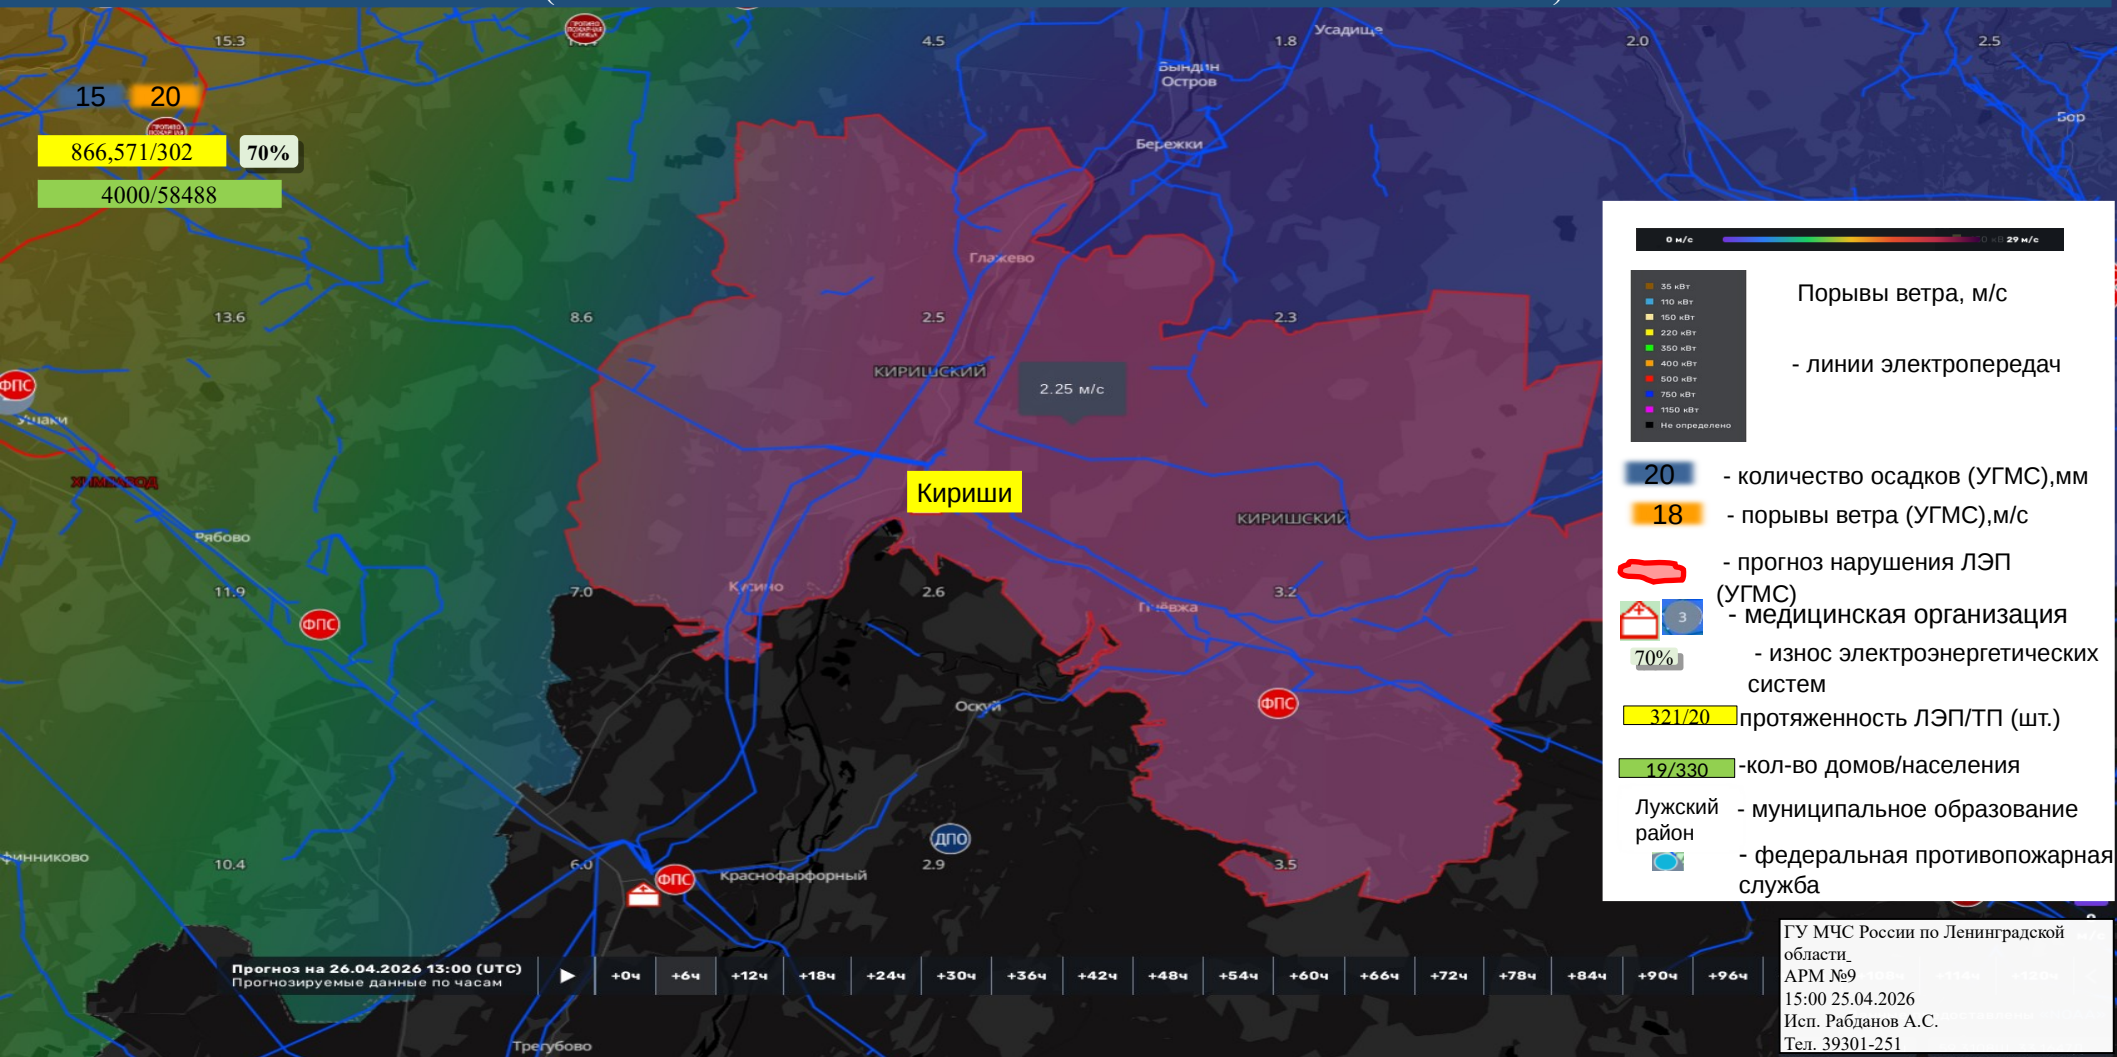 15.3
4.5
1.8
Усадище
2.0
2.5
Вындин
Остров
15 20
Бор
866,571/302 70%
Бережки
4000/58488
Глажево
13.6
8.6
2.5
2.3
КИРИШСКИЙ
2.25 м/с
ФПС
Ушаки
ХИМЗАВОД
Кириши
КИРИШСКИЙ
Рябово
Кусино
11.9
7.0
2.6
3.2
Пчёвжа
ФПС
Оскуй
ФПС
ДПО
10.4
6.0
2.9
3.5
ФПС
Краснофарфорный
Трегубово
0 м/с 29 м/с
Порывы ветра, м/с
35 кВт
110 кВт
150 кВт
220 кВт
350 кВт
400 кВт
500 кВт
750 кВт
1150 кВт
Не определено
- линии электропередач
20 - количество осадков (УГМС),мм
18 - порывы ветра (УГМС),м/с
- прогноз нарушения ЛЭП
(УГМС)
3 - медицинская организация
70% - износ электроэнергетических
систем
321/20 протяженность ЛЭП/ТП (шт.)
19/330 -кол-во домов/населения
Лужский
район - муниципальное образование
- федеральная противопожарная
служба
Прогноз на 26.04.2026 13:00 (UTC)
Прогнозируемые данные по часам
+0ч +6ч +12ч +18ч +24ч +30ч +36ч +42ч +48ч +54ч +60ч +66ч +72ч +78ч +84ч +90ч +96ч
ГУ МЧС России по Ленинградской
области_
АРМ №9
15:00 25.04.2026
Исп. Рабданов А.С.
Тел. 39301-251